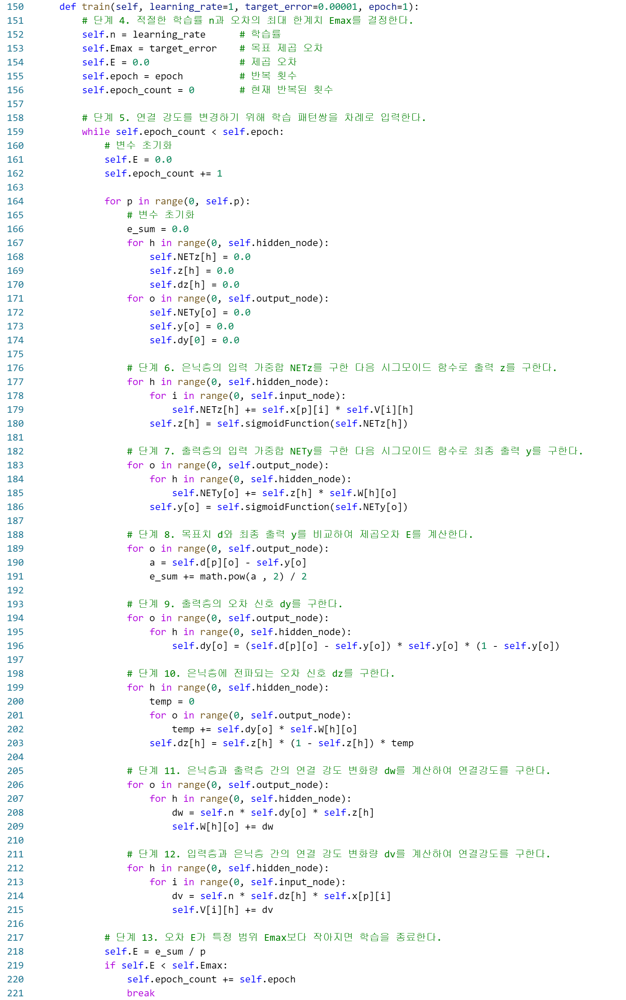 150 def train(self, learning_rate=1, target_error=0.00001, epoch=1):
151 # 단계 4. 적절한 학습률 n과 오차의 최대 한계치 Emax를 결정한다.
152 self.n = learning_rate # 학습률
153 self.Emax = target_error # 목표 제곱 오차
154 self.E = 0.0 # 제곱 오차
155 self.epoch = epoch # 반복 횟수
156 self.epoch_count = 0 # 현재 반복된 횟수
157
158 # 단계 5. 연결 강도를 변경하기 위해 학습 패턴쌍을 차례로 입력한다.
159 while self.epoch_count < self.epoch:
160 # 변수 초기화
161 self.E = 0.0
162 self.epoch_count += 1
163
164 for p in range(0, self.p):
165 # 변수 초기화
166 e_sum = 0.0
167 for h in range(0, self.hidden_node):
168 self.NETz[h] = 0.0
169 self.z[h] = 0.0
170 self.dz[h] = 0.0
171 for o in range(0, self.output_node):
172 self.NETy[o] = 0.0
173 self.y[o] = 0.0
174 self.dy[0] = 0.0
175
176 # 단계 6. 은닉층의 입력 가중합 NETz를 구한 다음 시그모이드 함수로 출력 z를 구한다.
177 for h in range(0, self.hidden_node):
178 for i in range(0, self.input_node):
179 self.NETz[h] += self.x[p][i] * self.V[i][h]
180 self.z[h] = self.sigmoidFunction(self.NETz[h])
181
182 # 단계 7. 출력층의 입력 가중합 NETy를 구한 다음 시그모이드 함수로 최종 출력 y를 구한다.
183 for o in range(0, self.output_node):
184 for h in range(0, self.hidden_node):
185 self.NETy[o] += self.z[h] * self.W[h][o]
186 self.y[o] = self.sigmoidFunction(self.NETy[o])
187
188 # 단계 8. 목표치 d와 최종 출력 y를 비교하여 제곱오차 E를 계산한다.
189 for o in range(0, self.output_node):
190 a = self.d[p][o] - self.y[o]
191 e_sum += math.pow(a , 2) / 2
192
193 # 단계 9. 출력층의 오차 신호 dy를 구한다.
194 for o in range(0, self.output_node):
195 for h in range(0, self.hidden_node):
196 self.dy[o] = (self.d[p][o] - self.y[o]) * self.y[o] * (1 - self.y[o])
197
198 # 단계 10. 은닉층에 전파되는 오차 신호 dz를 구한다.
199 for h in range(0, self.hidden_node):
200 temp = 0
201 for o in range(0, self.output_node):
202 temp += self.dy[o] * self.W[h][o]
203 self.dz[h] = self.z[h] * (1 - self.z[h]) * temp
204
205 # 단계 11. 은닉층과 출력층 간의 연결 강도 변화량 dw를 계산하여 연결강도를 구한다.
206 for o in range(0, self.output_node):
207 for h in range(0, self.hidden_node):
208 dw = self.n * self.dy[o] * self.z[h]
209 self.W[h][o] += dw
210
211 # 단계 12. 입력층과 은닉층 간의 연결 강도 변화량 dv를 계산하여 연결강도를 구한다.
212 for h in range(0, self.hidden_node):
213 for i in range(0, self.input_node):
214 dv = self.n * self.dz[h] * self.x[p][i]
215 self.V[i][h] += dv
216
217 # 단계 13. 오차 E가 특정 범위 Emax보다 작아지면 학습을 종료한다.
218 self.E = e_sum / p
219 if self.E < self.Emax:
220 self.epoch_count += self.epoch
221 break